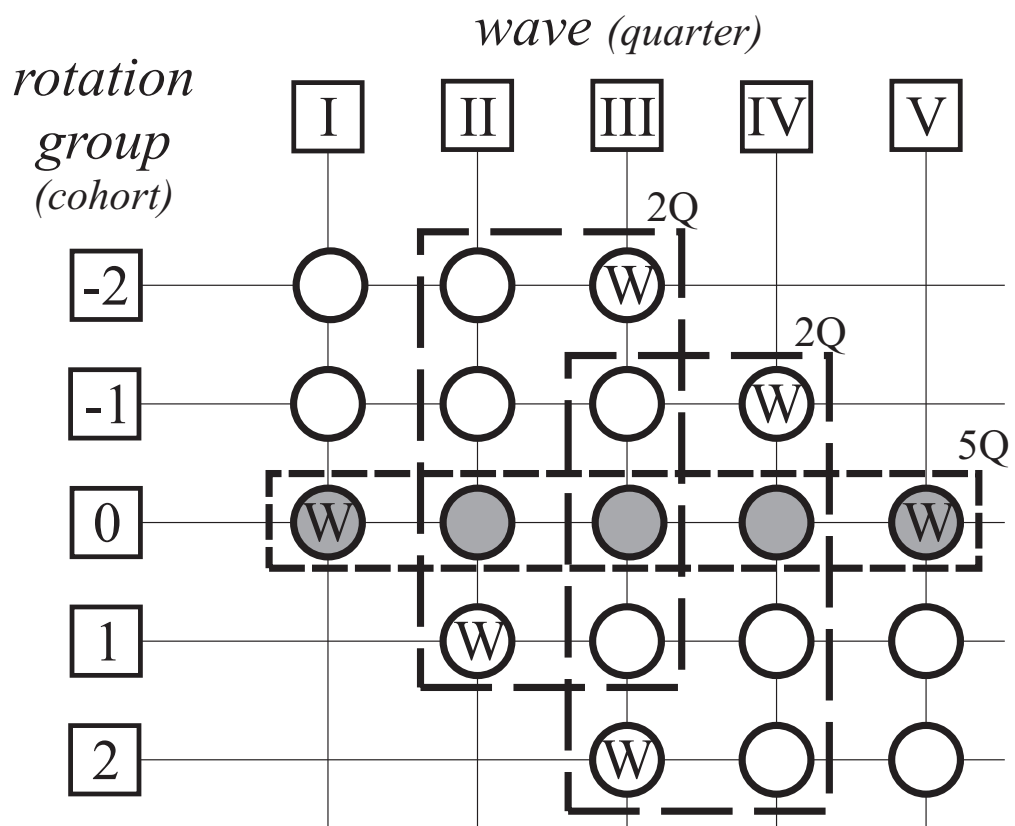 wave (quarter)
rotation
group
(cohort)
I II III IV V
2Q
-2 W
2Q
-1 W
5Q
0 W W
1 W
2 W